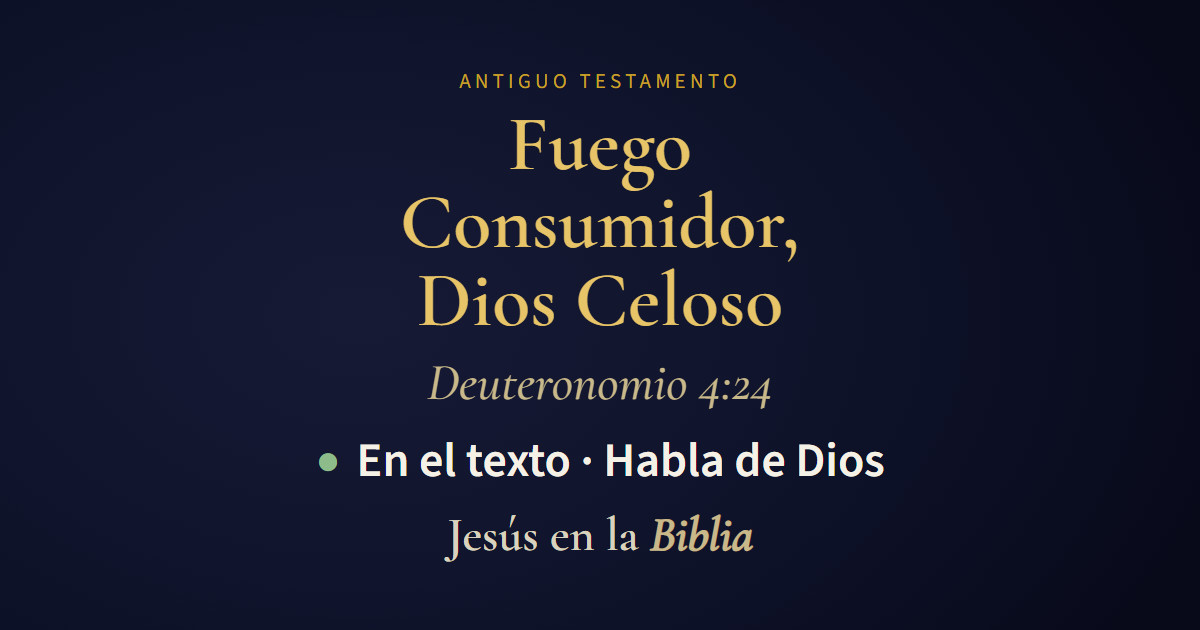 ANTIGUO TESTAMENTO
Fuego
Consumidor,
Dios Celoso
Deuteronomio 4:24
En el texto · Habla de Dios
Jesús en la Biblia